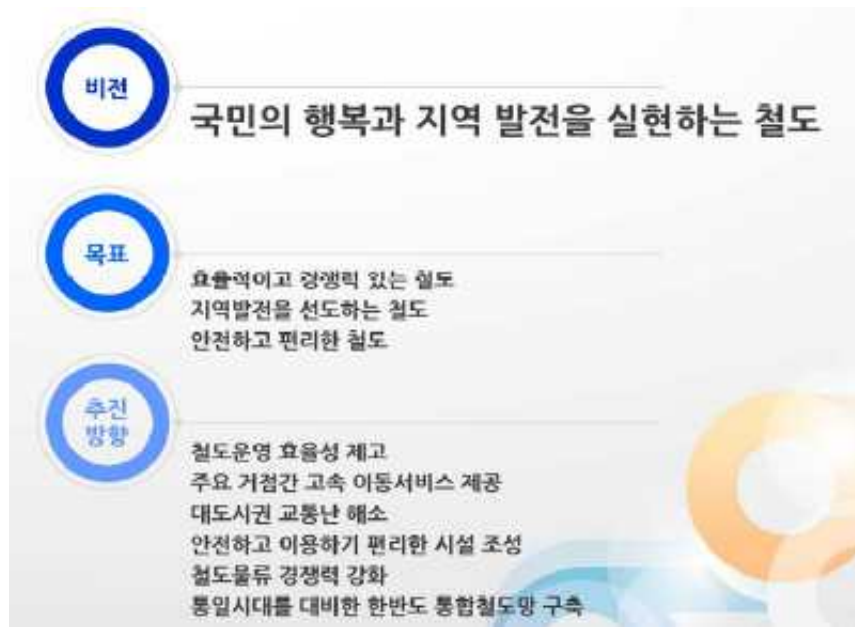 비전
국민의 행복과 지역 발전을 실현하는 철도
목표
효율적이고 경쟁력 있는 철도
지역발전을 선도하는 철도
안전하고 편리한 철도
추진
방향
철도운영 효율성 제고
주요 거점간 고속 이동서비스 제공
대도시권 교통난 해소
안전하고 이용하기 편리한 시설 조성
철도물류 경쟁력 강화
통일시대를 대비한 한반도 통합철도망 구축